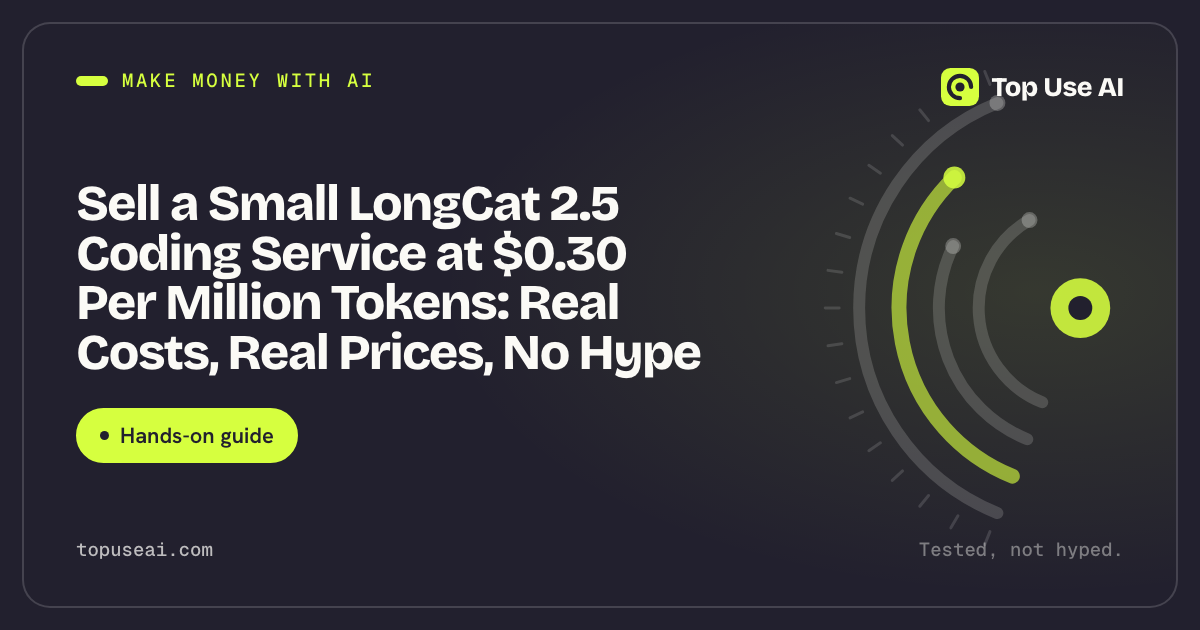 MAKE MONEY WITH AI
Top Use AI
Sell a Small LongCat 2.5
Coding Service at $0.30
Per Million Tokens: Real
Costs, Real Prices, No Hype
Hands-on guide
topuseai.com
Tested, not hyped.